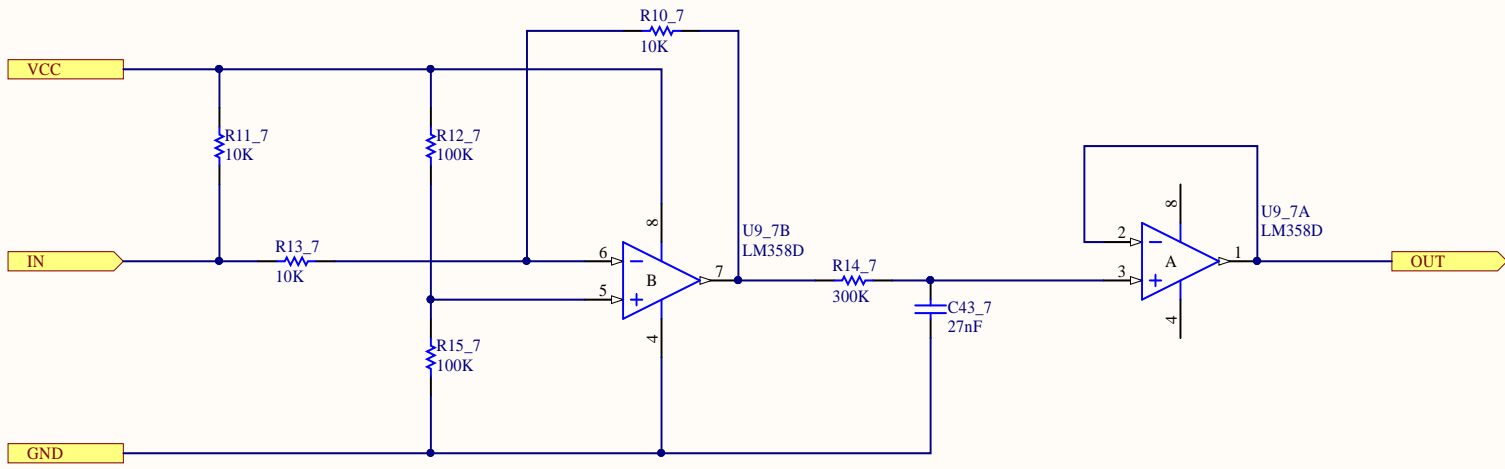 R10_7
10K
VCC
R11_7
10K
R12_7
100K
8
U9_7B
LM358D
8
U9_7A
LM358D
IN
R13_7
10K
6
B
7
5
R14_7
300K
2
A
1
3
OUT
C43_7
27nF
4
4
R15_7
100K
GND